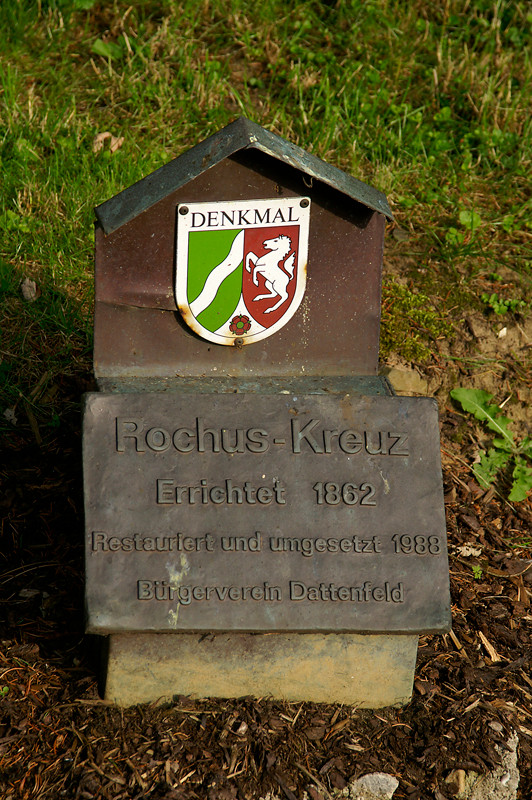 DENKMAL
Rochus-Kreuz
Errichtet 1862
Restauriert und umgesetzt 1988
Bürgerverein Dattenfeld